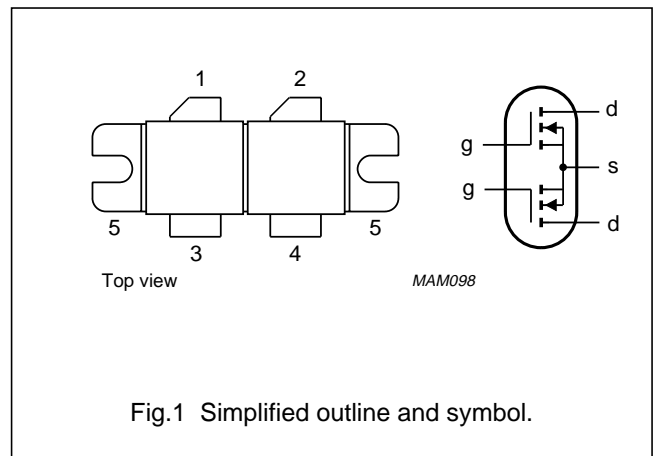 1 2
d
g
s
g
5 5
d
3 4
Top view MAM098
Fig.1 Simplified outline and symbol.